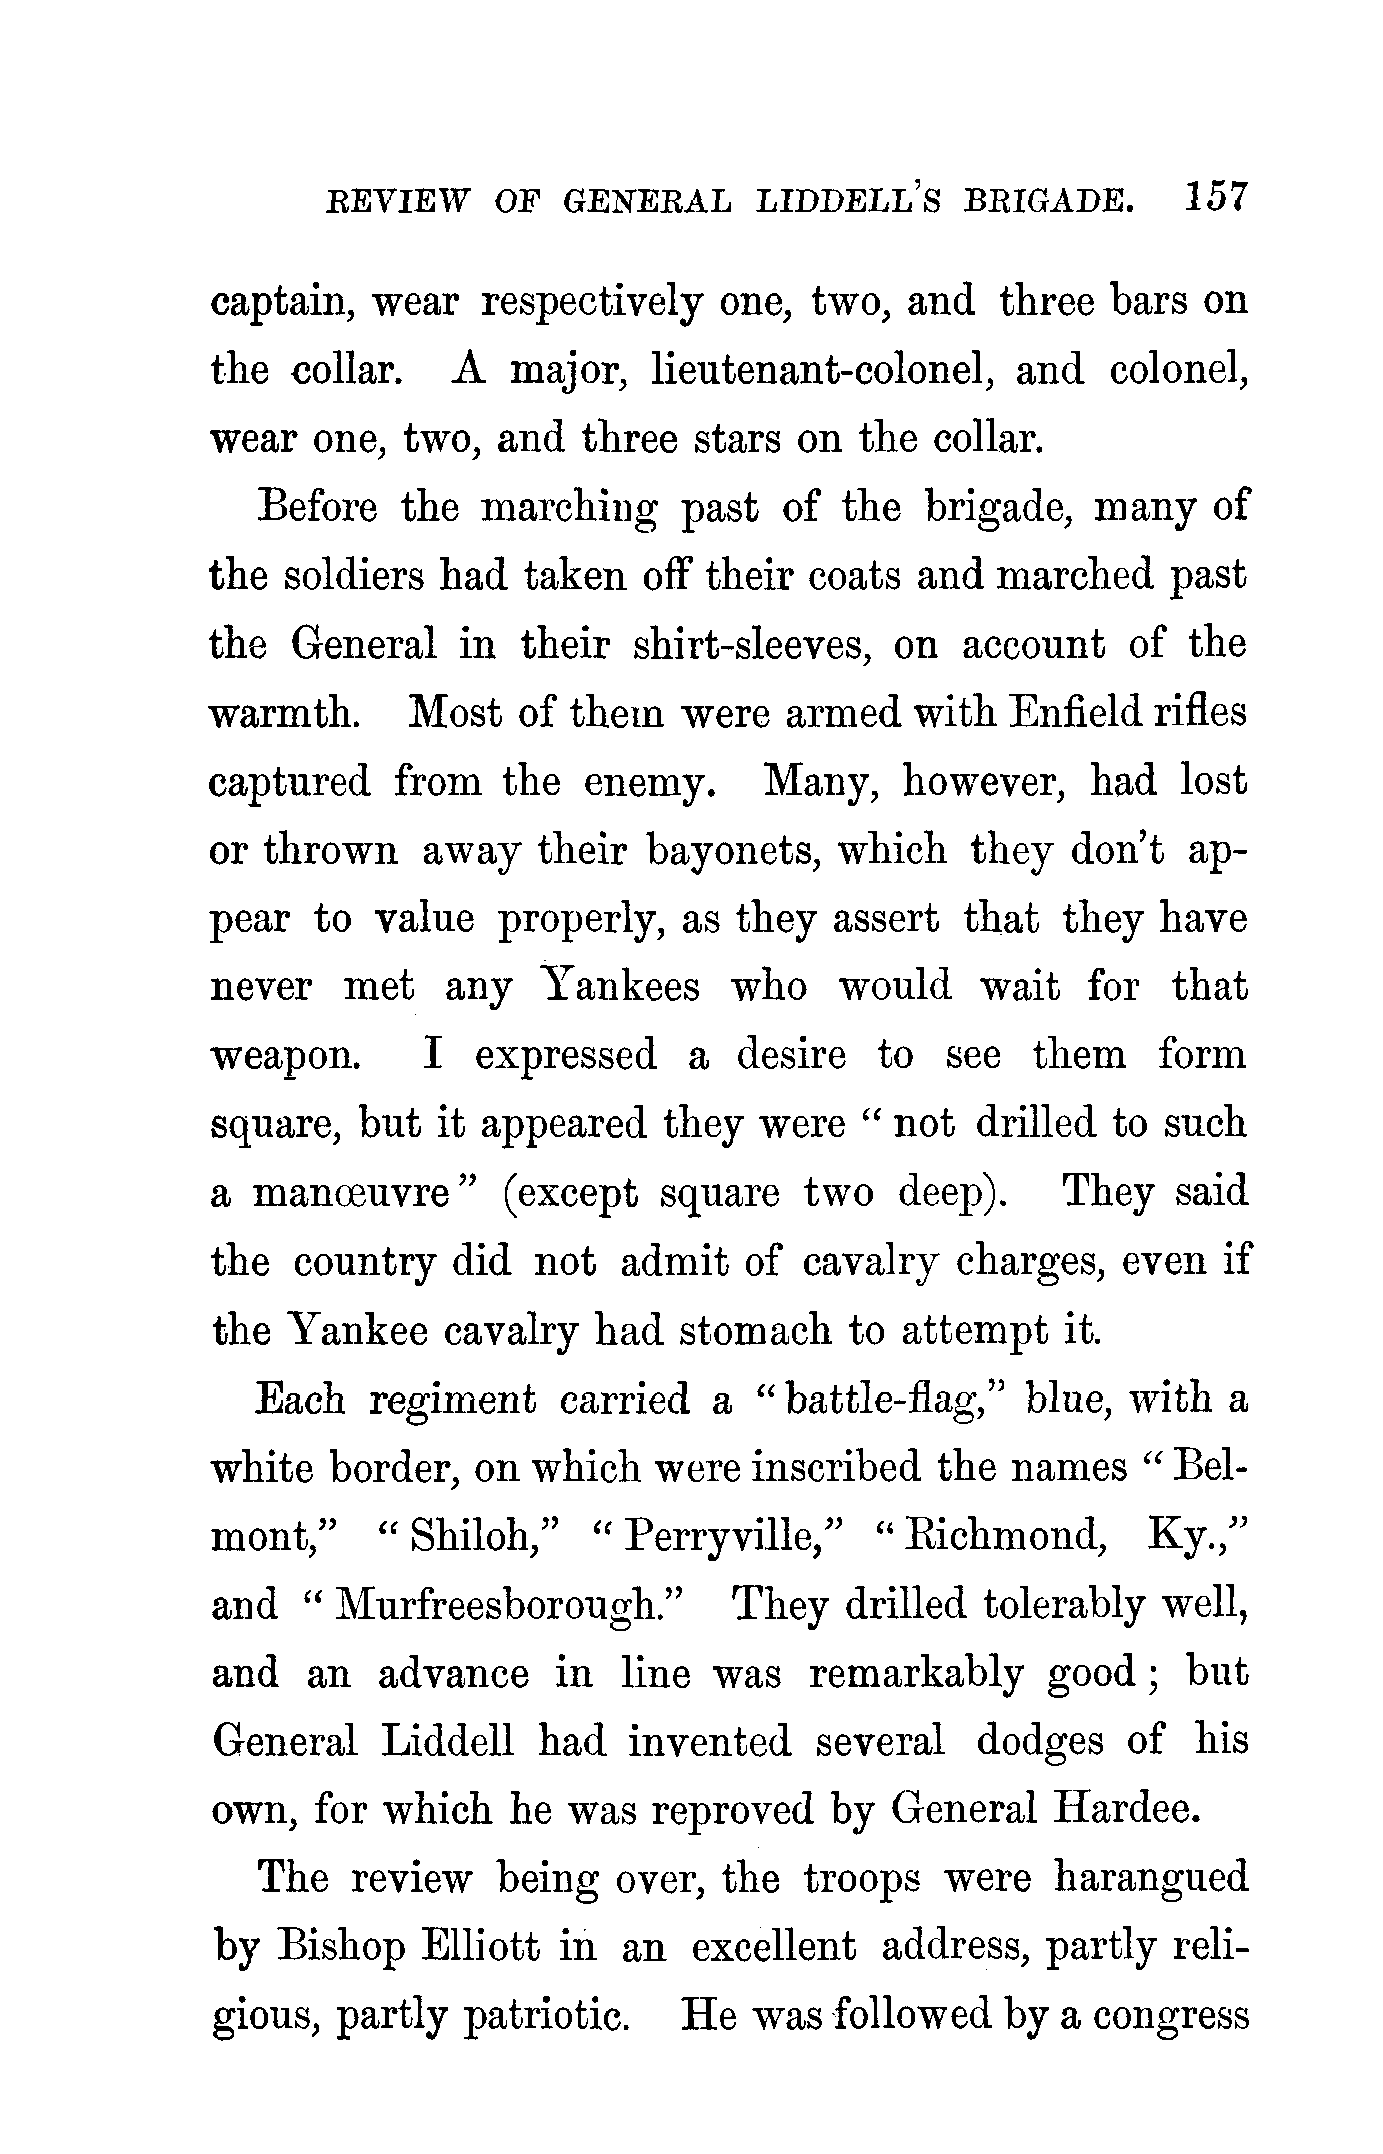 REVIEW OF GENERAL LIDDELL'S BRIGADE. 157
captain, wear respectively one, two, and three bars on
the collar. A major, lieutenant-colonel, and colonel,
wear one, two, and three stars on the collar.
Before the marching past of the brigade, many of
the soldiers had taken off their coats and marched past
the General in their shirt-sleeves, on account of the
warmth. Most of them were armed with Enfield rifles
captured from the enemy. Many, however, had lost
or thrown away their bayonets, which they don't ap-
pear to value properly, as they assert that they have
never met any Yankees who would wait for that
weapon. I expressed a desire to see them form
square, but it appeared they were “ not drilled to such
a manœuvre” (except square two deep). They said
the country did not admit of cavalry charges, even if
the Yankee cavalry had stomach to attempt it.
Each regiment carried a “battle-flag,” blue, with a
white border, on which were inscribed the names “ Bel-
mont,” “ Shiloh,” “ Perryville,” “ Richmond, Ky.,”
and “ Murfreesborough.” They drilled tolerably well,
and an advance in line was remarkably good ; but
General Liddell had invented several dodges of his
own, for which he was reproved by General Hardee.
The review being over, the troops were harangued
by Bishop Elliott in an excellent address, partly reli-
gious, partly patriotic. He was followed by a congress